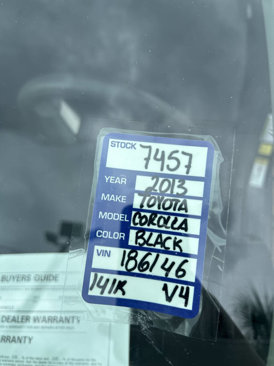 STOCK 7457
YEAR 2013
MAKE TOYOTA
MODEL COROLLA
COLOR BLACK
VIN 186146
141K V4
BUYERS GUIDE
DEALER WARRANTY